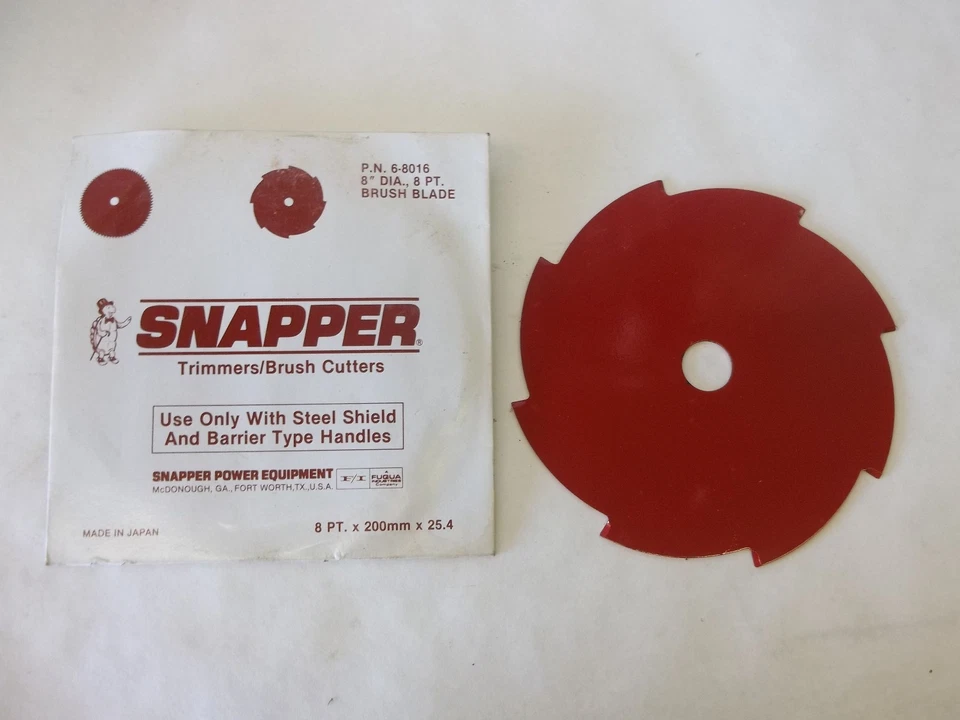 P.N. 6-8016
8" DIA., 8 PT.
BRUSH BLADE
SNAPPER®
Trimmers/Brush Cutters
Use Only With Steel Shield
And Barrier Type Handles
SNAPPER POWER EQUIPMENT
McDONOUGH, GA., FORT WORTH,TX.,U.S.A.
F/I
A
FUQUA
INDUSTRIES
Company
8 PT. x 200mm x 25.4
MADE IN JAPAN